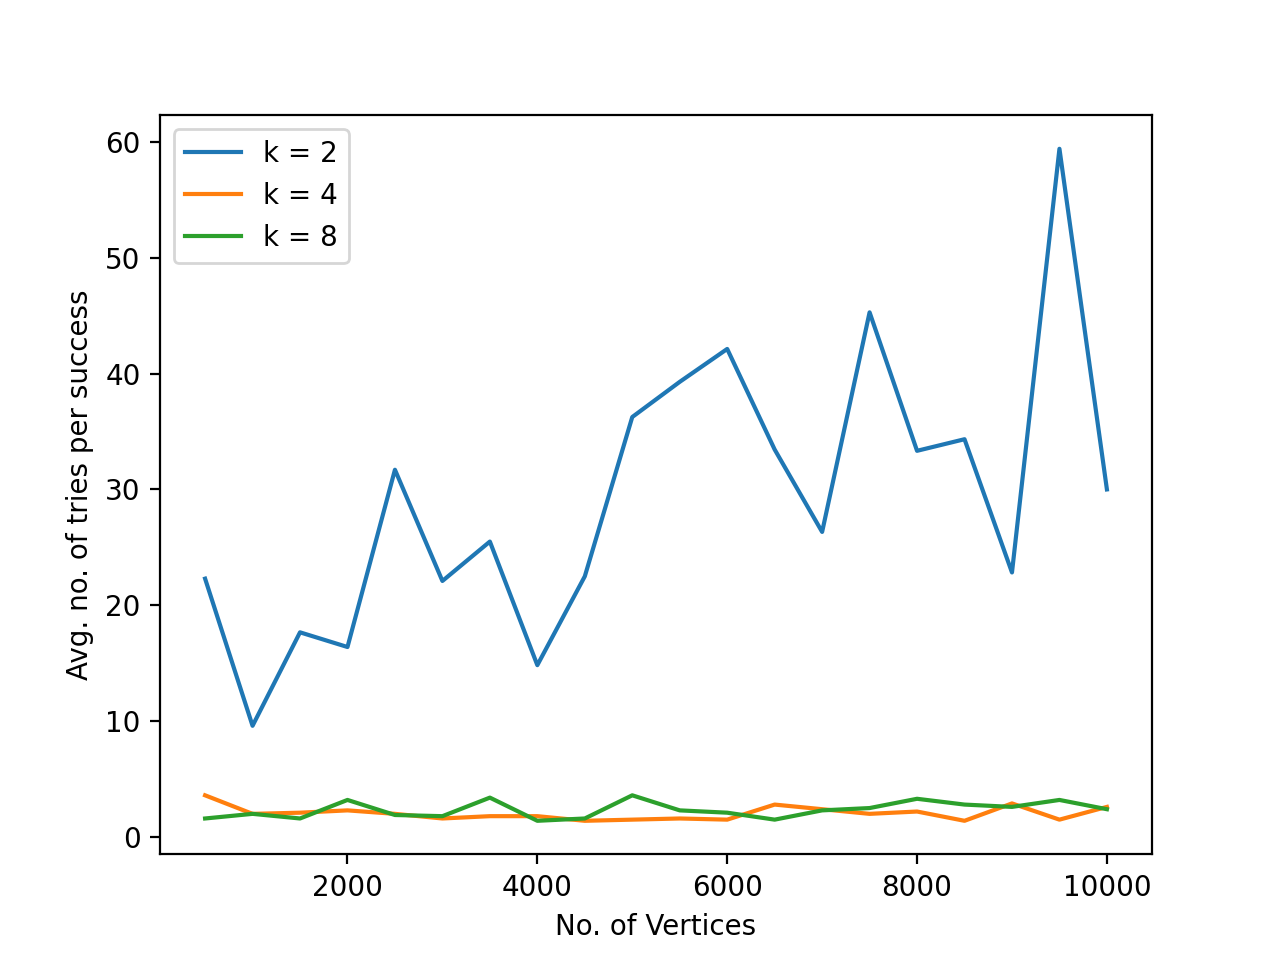 k = 2
k = 4
k = 8
60
50
40
30
20
10
0
Avg. no. of tries per success
2000 4000 6000 8000 10000
No. of Vertices